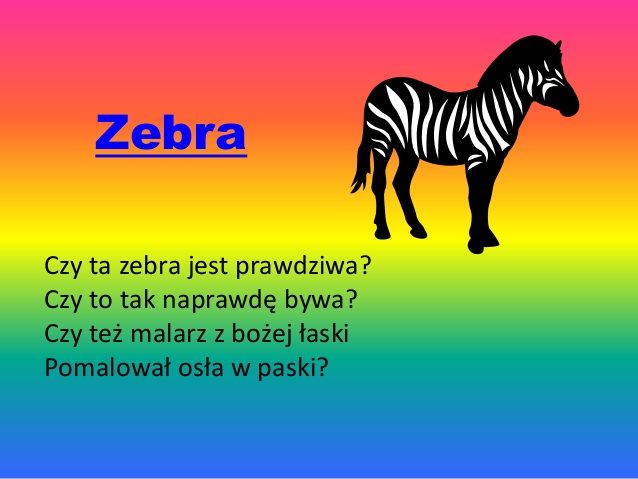 Zebra
Czy ta zebra jest prawdziwa?
Czy to tak naprawdę bywa?
Czy też malarz z bożej łaski
Pomalował osła w paski?